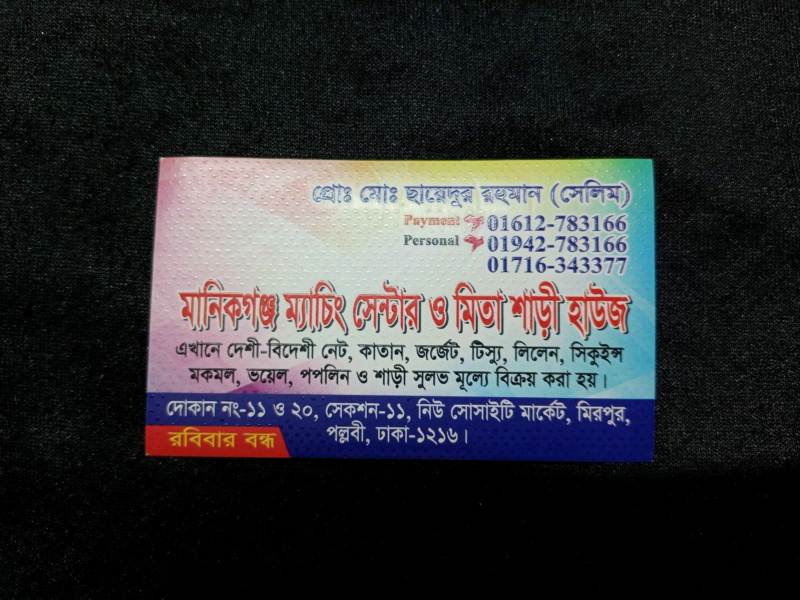 প্রোঃ মোঃ ছায়েদুর রহমান (সেলিম)
Payment 01612-783166
Personal 01942-783166
01716-343377
মানিকগঞ্জ ম্যাচিং সেন্টার ও মিতা শাড়ী হাউজ
এখানে দেশী-বিদেশী নেট, কাতান, জর্জেট, টিস্যু, লিলেন, সিকুইন্স
মকমল, ভয়েল, পপলিন ও শাড়ী সুলভ মূল্যে বিক্রয় করা হয়।
দোকান নং-১১ ও ২০, সেকশন-১১, নিউ সোসাইটি মার্কেট, মিরপুর,
পল্লবী, ঢাকা-১২১৬।
রবিবার বন্ধ